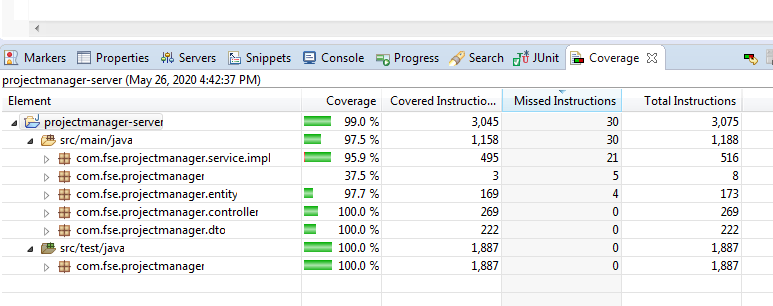 Markers Properties Servers Snippets Console Progress Search JUnit Coverage
projectmanager-server (May 26, 2020 4:42:37 PM)
Element Coverage Covered Instructio... Missed Instructions Total Instructions
projectmanager-server 99.0 % 3,045 30 3,075
src/main/java 97.5 % 1,158 30 1,188
com.fse.projectmanager.service.impl 95.9 % 495 21 516
com.fse.projectmanager 37.5 % 3 5 8
com.fse.projectmanager.entity 97.7 % 169 4 173
com.fse.projectmanager.controller 100.0 % 269 0 269
com.fse.projectmanager.dto 100.0 % 222 0 222
src/test/java 100.0 % 1,887 0 1,887
com.fse.projectmanager 100.0 % 1,887 0 1,887